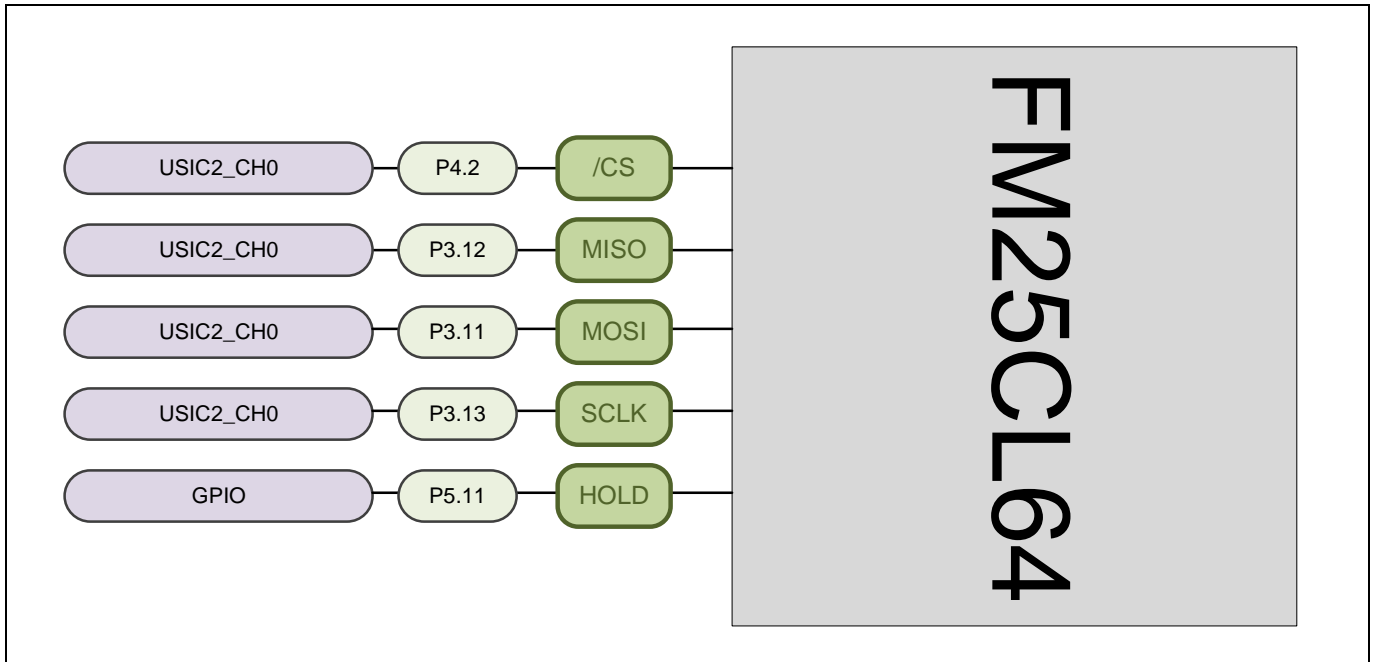 USIC2_CH0 P4.2 /CS
USIC2_CH0 P3.12 MISO
USIC2_CH0 P3.11 MOSI
USIC2_CH0 P3.13 SCLK
GPIO P5.11 HOLD
FM25CL64